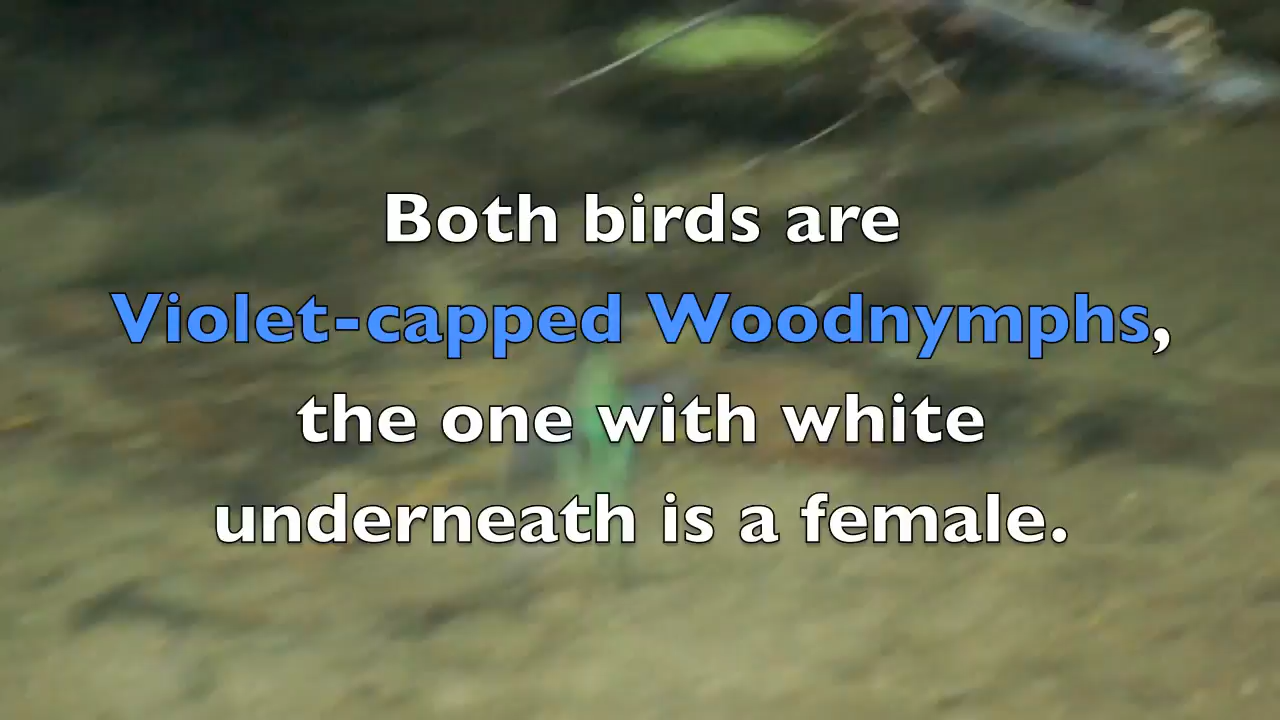 Both birds are
Violet-capped Woodnymphs,
the one with white
underneath is a female.